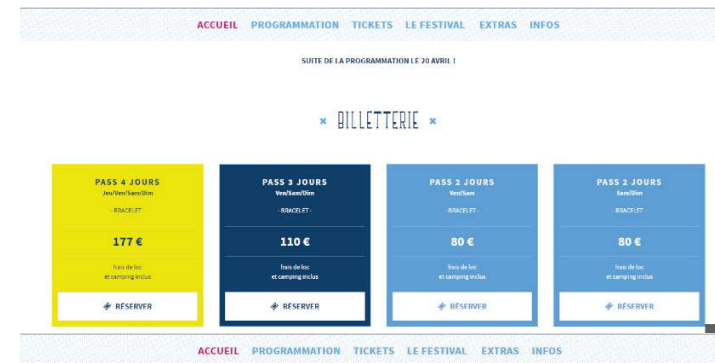 ACCUEIL PROGRAMMATION TICKETS LE FESTIVAL EXTRAS INFOS
SUITE DE LA PROGRAMMATION LE 20 AVRIL !
× BILLETTERIE ×
PASS 4 JOURS
Jeu/Ven/Sam/Dim
- BRACELET -
177 €
frais de loc
et camping inclus
RÉSERVER
PASS 3 JOURS
Ven/Sam/Dim
- BRACELET -
110 €
frais de loc
et camping inclus
RÉSERVER
PASS 2 JOURS
Ven/Sam
- BRACELET -
80 €
frais de loc
et camping inclus
RÉSERVER
PASS 2 JOURS
Sam/Dim
- BRACELET -
80 €
frais de loc
et camping inclus
RÉSERVER
ACCUEIL PROGRAMMATION TICKETS LE FESTIVAL EXTRAS INFOS